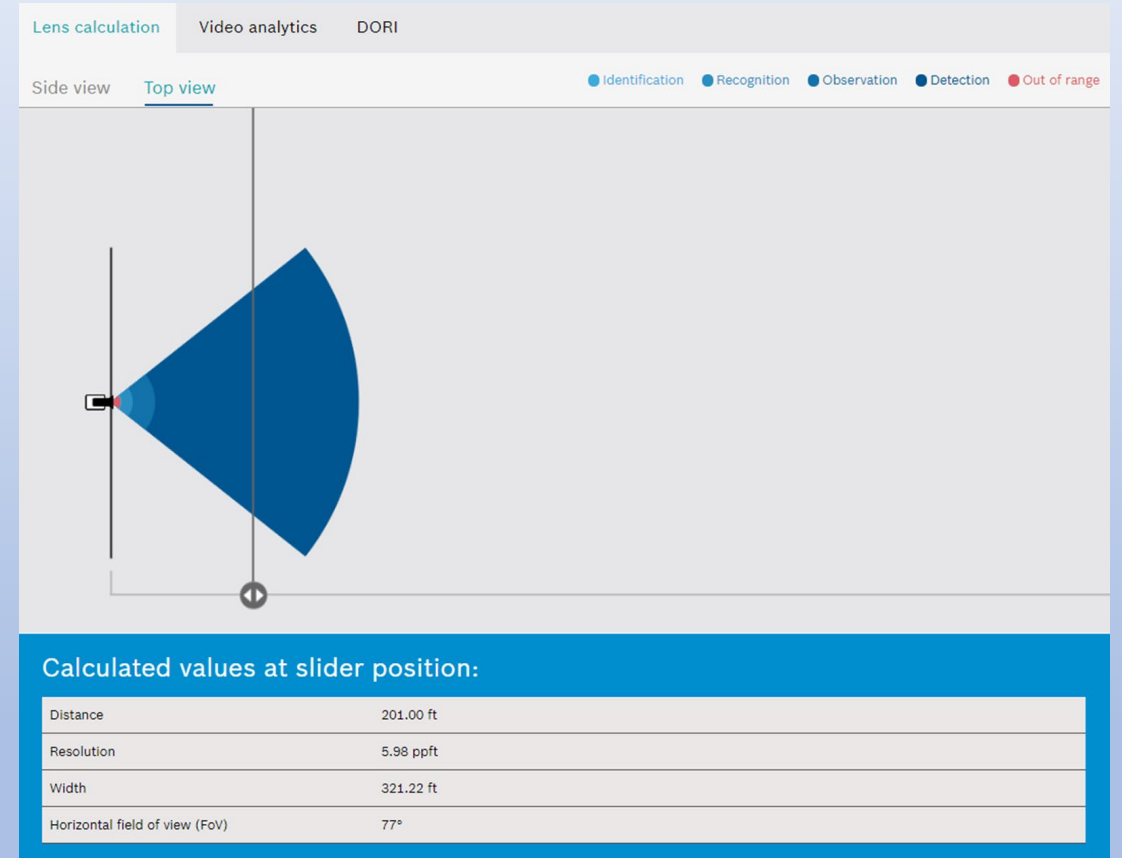 Lens calculation Video analytics DORI
Side view Top view Identification Recognition Observation Detection Out of range
Calculated values at slider position:
Distance 201.00 ft
Resolution 5.98 ppft
Width 321.22 ft
Horizontal field of view (FoV) 77°